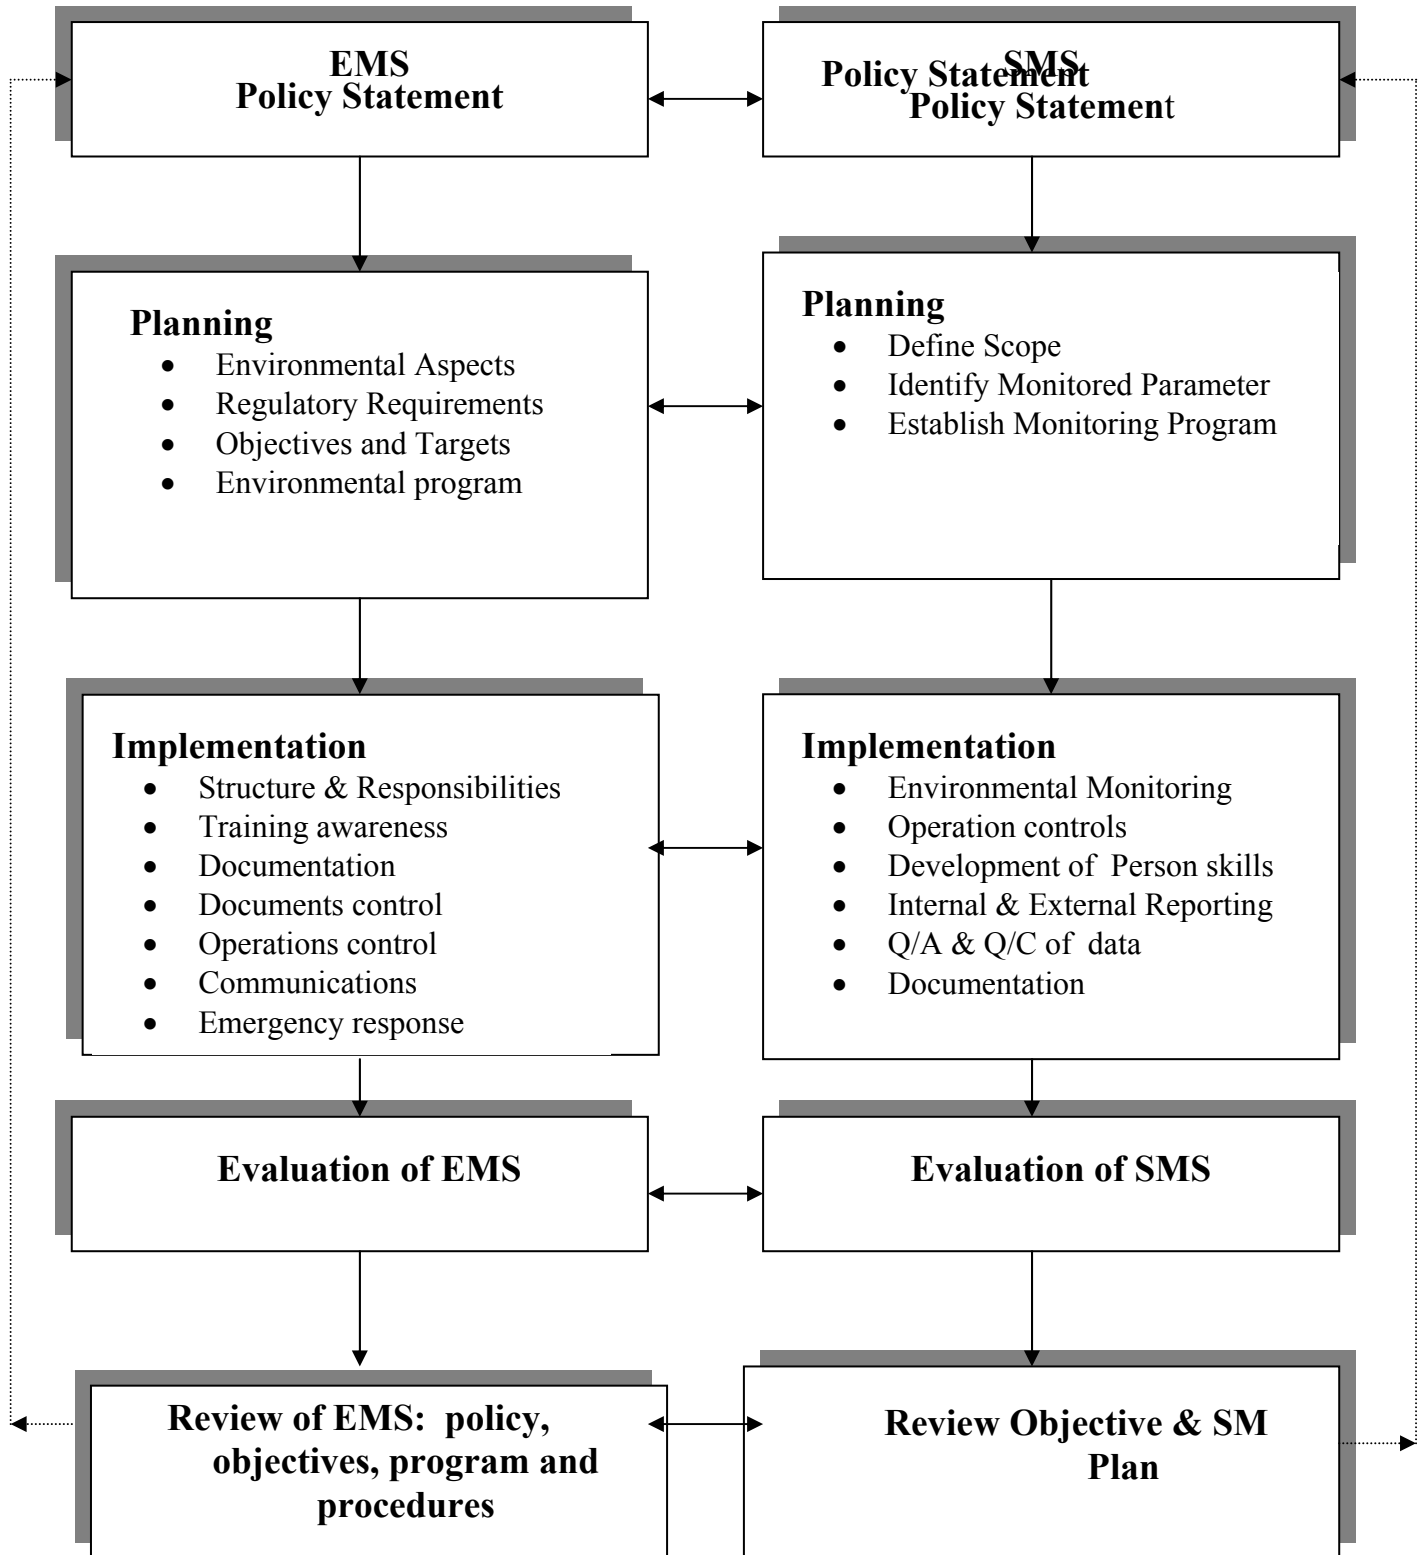 EMS
Policy Statement
SMS
Policy Statement
Policy Statement
Planning
• Environmental Aspects
• Regulatory Requirements
• Objectives and Targets
• Environmental program
Planning
• Define Scope
• Identify Monitored Parameter
• Establish Monitoring Program
Implementation
• Structure & Responsibilities
• Training awareness
• Documentation
• Documents control
• Operations control
• Communications
• Emergency response
Implementation
• Environmental Monitoring
• Operation controls
• Development of Person skills
• Internal & External Reporting
• Q/A & Q/C of data
• Documentation
Evaluation of EMS
Evaluation of SMS
Review of EMS: policy,
objectives, program and
procedures
Review Objective & SM
Plan